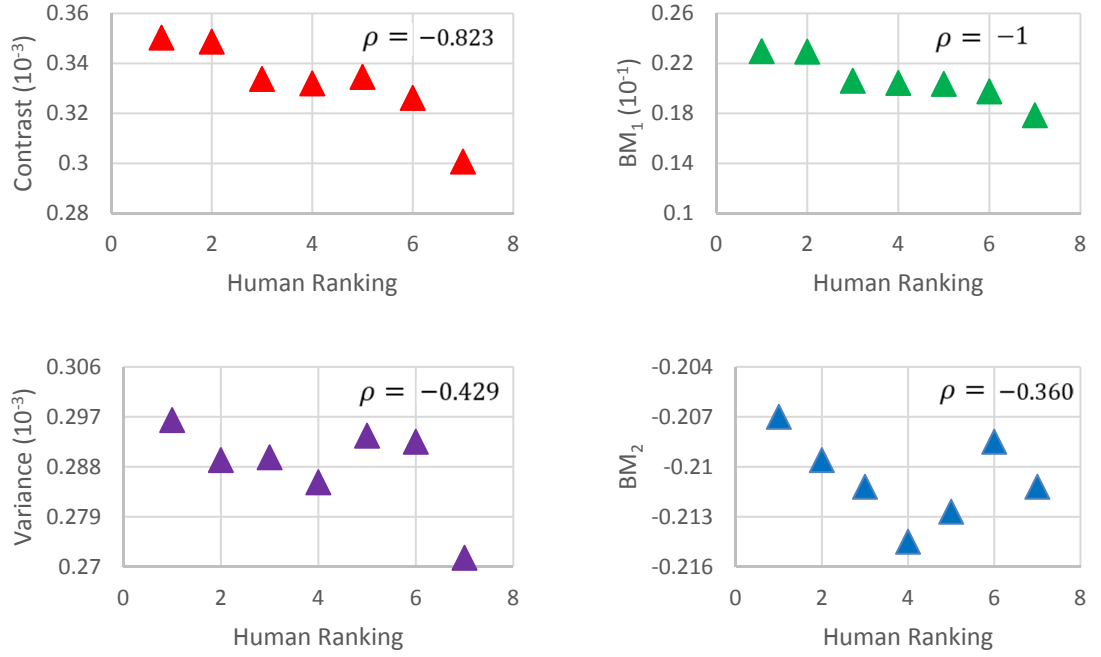 0.36
0.34
0.32
0.3
0.28
Contrast (10⁻³)
ρ = −0.823
0 2 4 6 8
Human Ranking
0.26
0.22
0.18
0.14
0.1
BM₁ (10⁻¹)
ρ = −1
0 2 4 6 8
Human Ranking
0.306
0.297
0.288
0.279
0.27
Variance (10⁻³)
ρ = −0.429
0 2 4 6 8
Human Ranking
-0.204
-0.207
-0.21
-0.213
-0.216
BM₂
ρ = −0.360
0 2 4 6 8
Human Ranking